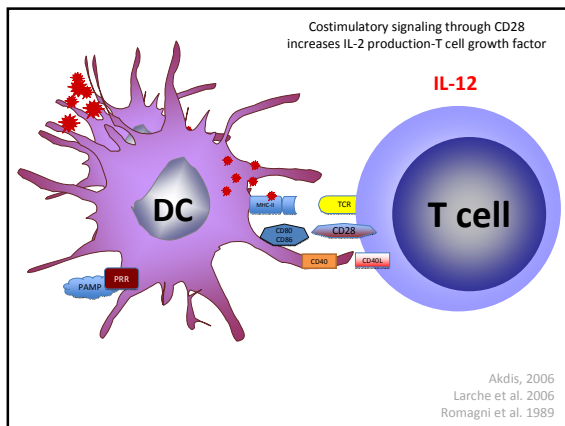 Costimulatory signaling through CD28
increases IL-2 production-T cell growth factor
IL-12
DC
MHC-II
TCR
T cell
CD80
CD86
CD28
CD40
CD40L
PAMP
PRR
Akdis, 2006
Larche et al. 2006
Romagni et al. 1989